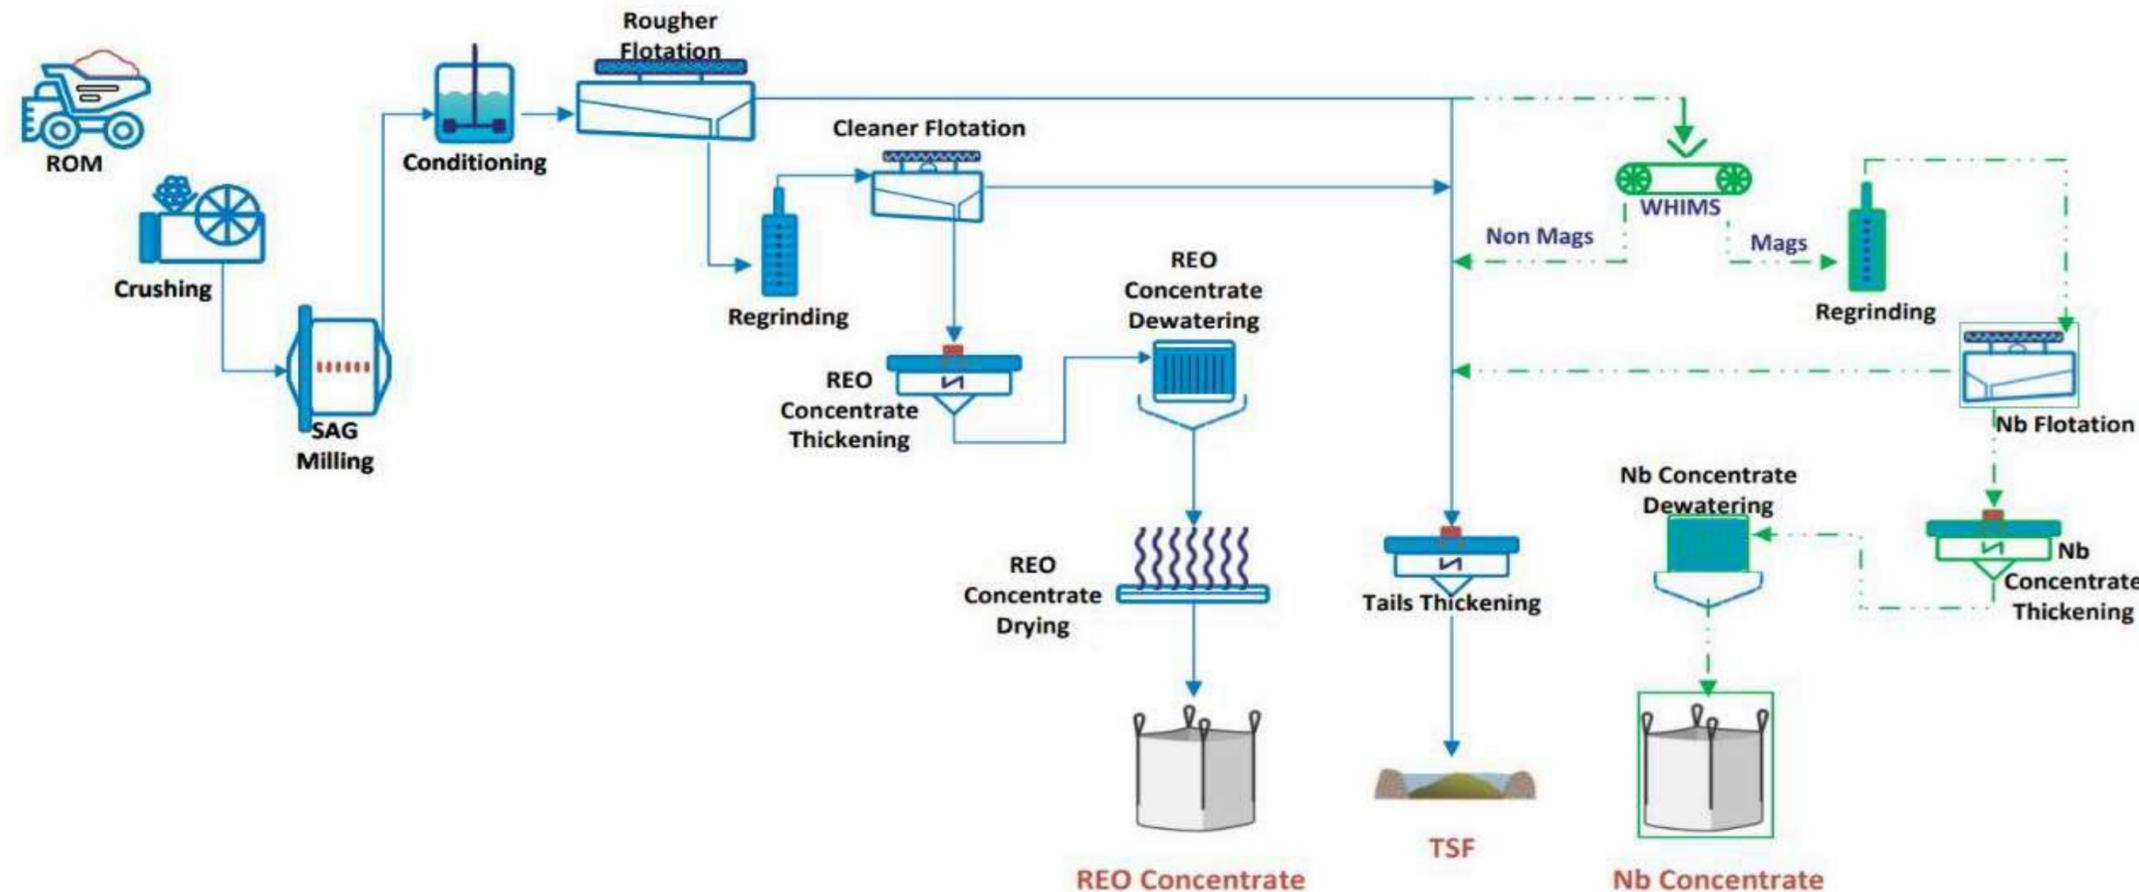 Rougher
Flotation
ROM
Conditioning
Cleaner Flotation
Crushing
SAG
Milling
Regrinding
REO
Concentrate
Thickening
REO
Concentrate
Dewatering
REO
Concentrate
Drying
REO Concentrate
Tails Thickening
TSF
WHIMS
Non Mags
Mags
Regrinding
Nb Flotation
Nb Concentrate
Dewatering
Nb
Concentrate
Thickening
Nb Concentrate